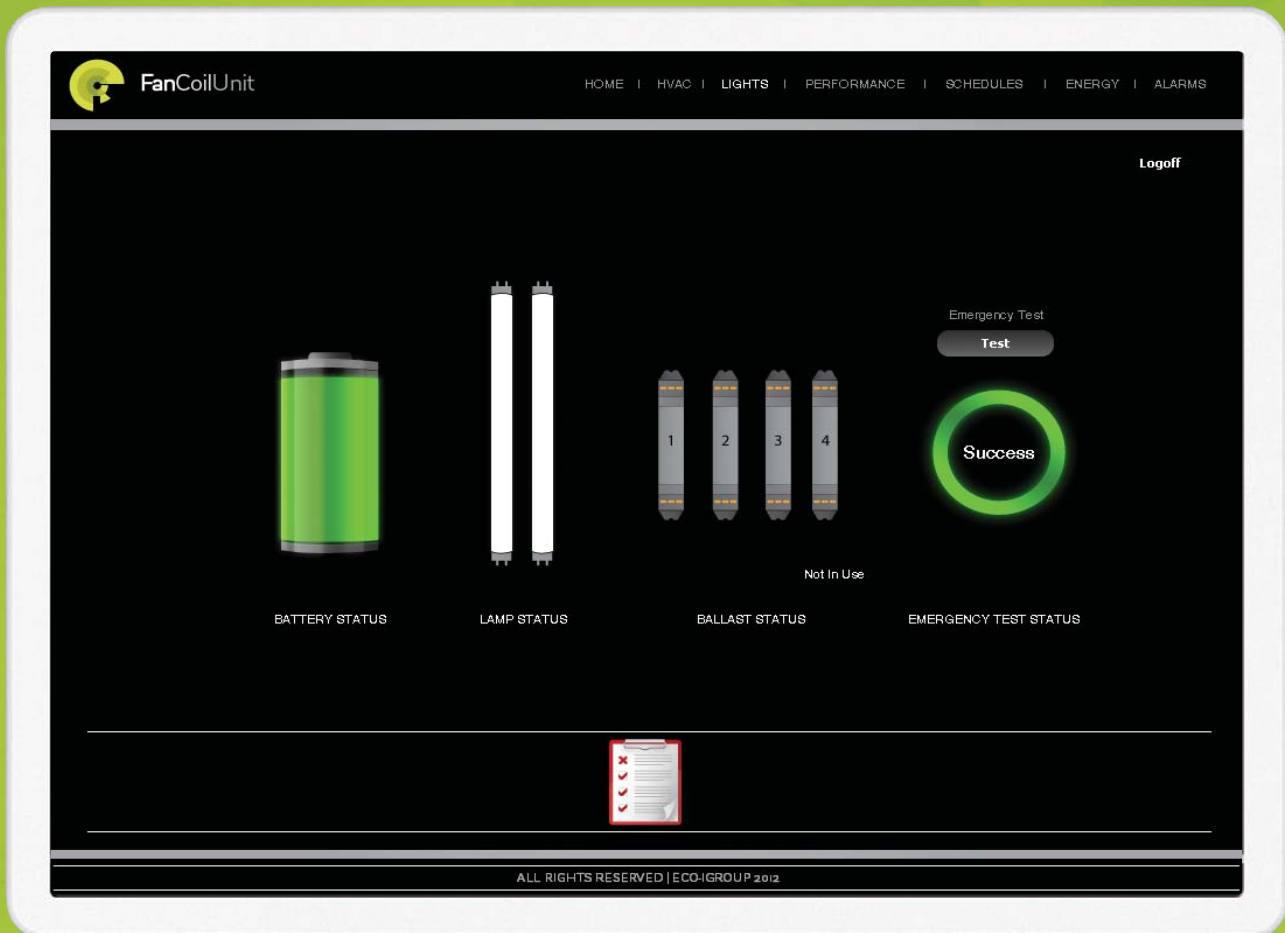 FanCoilUnit
HOME | HVAC | LIGHTS | PERFORMANCE | SCHEDULES | ENERGY | ALARMS
Logoff
Emergency Test
Test
1 2 3 4
Success
Not In Use
BATTERY STATUS LAMP STATUS BALLAST STATUS EMERGENCY TEST STATUS
ALL RIGHTS RESERVED | ECO-IGROUP 2012